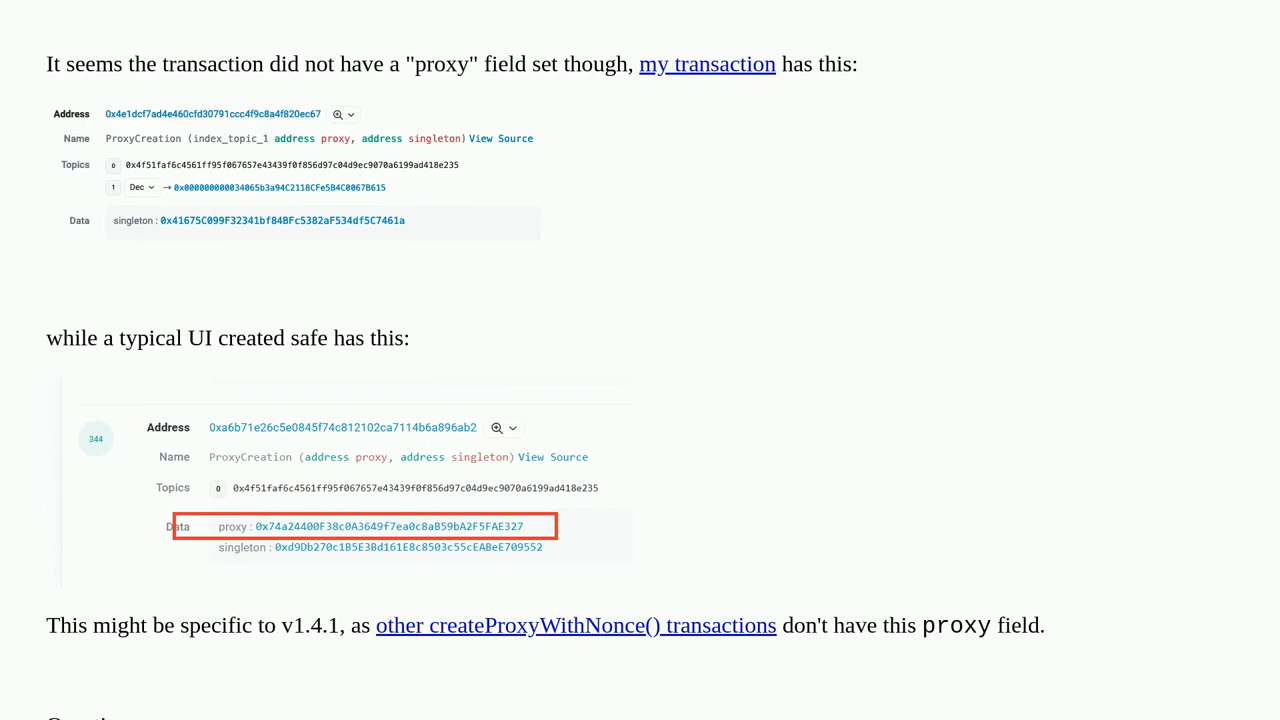 It seems the transaction did not have a "proxy" field set though, my transaction has this:
Address 0x4e1dcf7ad4e460cfd30791ccc4f9c8a4f820ec67
Name ProxyCreation (index_topic_1 address proxy, address singleton) View Source
Topics 0 0x4f51faf6c4561ff95f067657e43439f0f856d97c04d9ec9070a6199ad418e235
1 Dec → 0x000000000034065b3a94C2118CFe5B4C0067B615
Data singleton : 0x41675C099F32341bf84BFc5382aF534df5C7461a
while a typical UI created safe has this:
344 Address 0xa6b71e26c5e0845f74c812102ca7114b6a896ab2
Name ProxyCreation (address proxy, address singleton) View Source
Topics 0 0x4f51faf6c4561ff95f067657e43439f0f856d97c04d9ec9070a6199ad418e235
Data proxy : 0x74a24400F38c0A3649f7ea0c8aB59bA2F5FAE327
singleton : 0xd9Db270c1B5E3Bd161E8c8503c55cEABeE709552
This might be specific to v1.4.1, as other createProxyWithNonce() transactions don't have this proxy field.